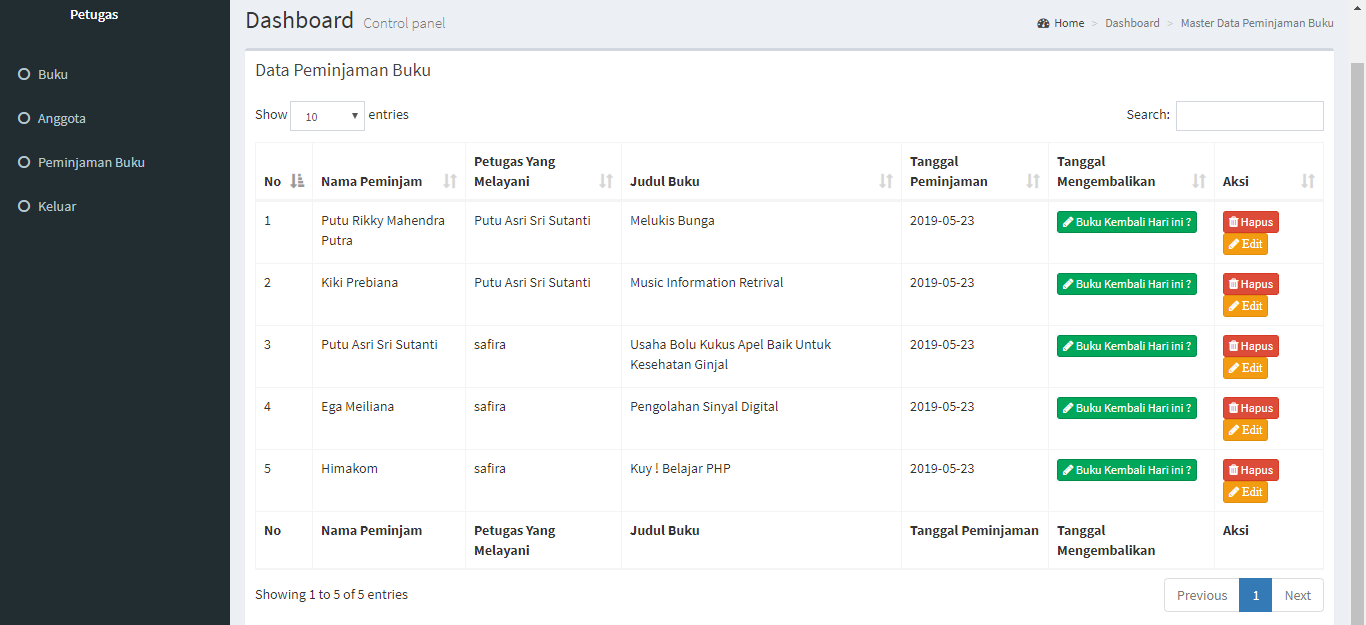 Petugas
Buku
Anggota
Peminjaman Buku
Keluar
Dashboard Control panel
Home > Dashboard > Master Data Peminjaman Buku
Data Peminjaman Buku
Show 10 entries
Search:
No
Nama Peminjam
Petugas Yang
Melayani
Judul Buku
Tanggal
Peminjaman
Tanggal
Mengembalikan
Aksi
1
Putu Rikky Mahendra
Putra
Putu Asri Sri Sutanti
Melukis Bunga
2019-05-23
Buku Kembali Hari ini ?
Hapus
Edit
2
Kiki Prebiana
Putu Asri Sri Sutanti
Music Information Retrival
2019-05-23
Buku Kembali Hari ini ?
Hapus
Edit
3
Putu Asri Sri Sutanti
safira
Usaha Bolu Kukus Apel Baik Untuk
Kesehatan Ginjal
2019-05-23
Buku Kembali Hari ini ?
Hapus
Edit
4
Ega Meiliana
safira
Pengolahan Sinyal Digital
2019-05-23
Buku Kembali Hari ini ?
Hapus
Edit
5
Himakom
safira
Kuy ! Belajar PHP
2019-05-23
Buku Kembali Hari ini ?
Hapus
Edit
No
Nama Peminjam
Petugas Yang
Melayani
Judul Buku
Tanggal Peminjaman
Tanggal
Mengembalikan
Aksi
Showing 1 to 5 of 5 entries
Previous 1 Next